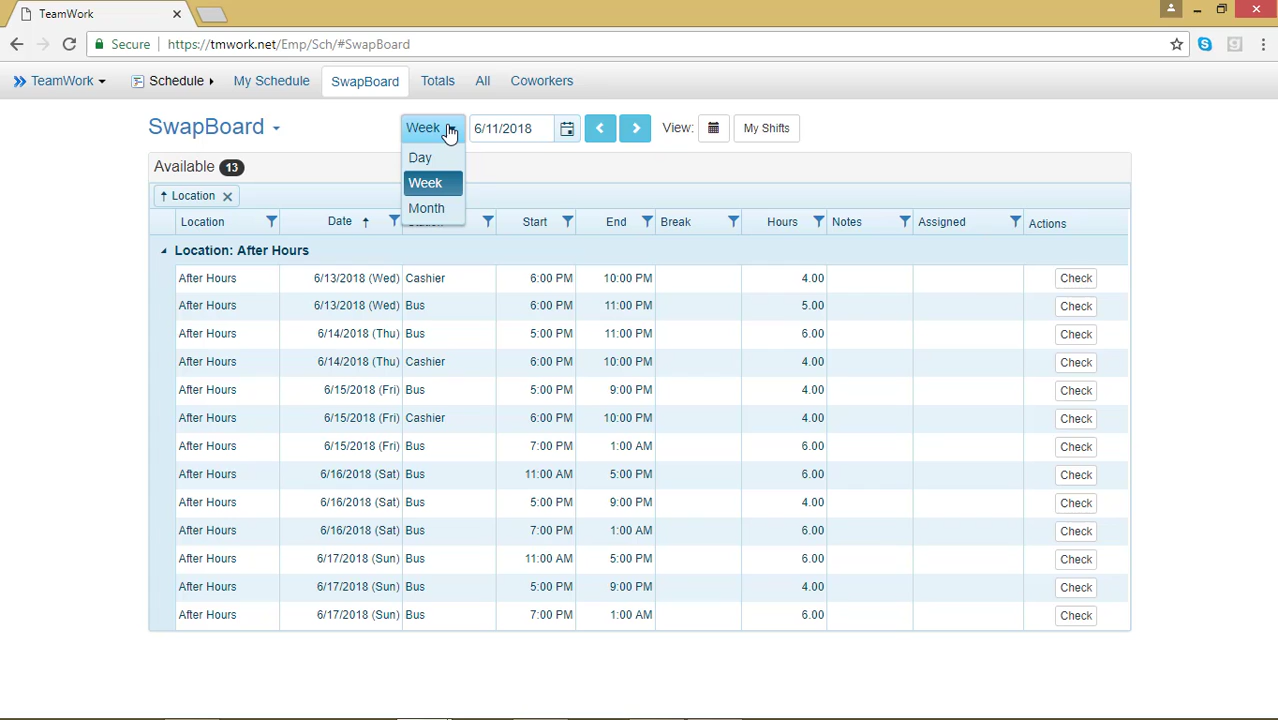 TeamWork
Secure https://tmwork.net/Emp/Sch/#SwapBoard
TeamWork Schedule My Schedule SwapBoard Totals All Coworkers
SwapBoard Week 6/11/2018 View: My Shifts
Day
Week
Month
Available 13
Location
Location Date Start End Break Hours Notes Assigned Actions
Location: After Hours
After Hours 6/13/2018 (Wed) Cashier 6:00 PM 10:00 PM 4.00 Check
After Hours 6/13/2018 (Wed) Bus 6:00 PM 11:00 PM 5.00 Check
After Hours 6/14/2018 (Thu) Bus 5:00 PM 11:00 PM 6.00 Check
After Hours 6/14/2018 (Thu) Cashier 6:00 PM 10:00 PM 4.00 Check
After Hours 6/15/2018 (Fri) Bus 5:00 PM 9:00 PM 4.00 Check
After Hours 6/15/2018 (Fri) Cashier 6:00 PM 10:00 PM 4.00 Check
After Hours 6/15/2018 (Fri) Bus 7:00 PM 1:00 AM 6.00 Check
After Hours 6/16/2018 (Sat) Bus 11:00 AM 5:00 PM 6.00 Check
After Hours 6/16/2018 (Sat) Bus 5:00 PM 9:00 PM 4.00 Check
After Hours 6/16/2018 (Sat) Bus 7:00 PM 1:00 AM 6.00 Check
After Hours 6/17/2018 (Sun) Bus 11:00 AM 5:00 PM 6.00 Check
After Hours 6/17/2018 (Sun) Bus 5:00 PM 9:00 PM 4.00 Check
After Hours 6/17/2018 (Sun) Bus 7:00 PM 1:00 AM 6.00 Check